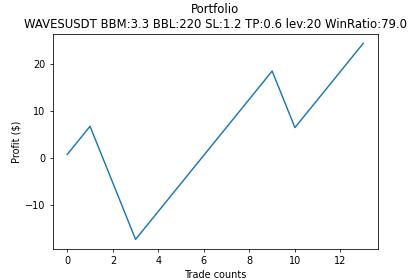 Portfolio
WAVESUSDT BBM:3.3 BBL:220 SL:1.2 TP:0.6 lev:20 WinRatio:79.0
20
10
0
−10
Profit ($)
0 2 4 6 8 10 12
Trade counts